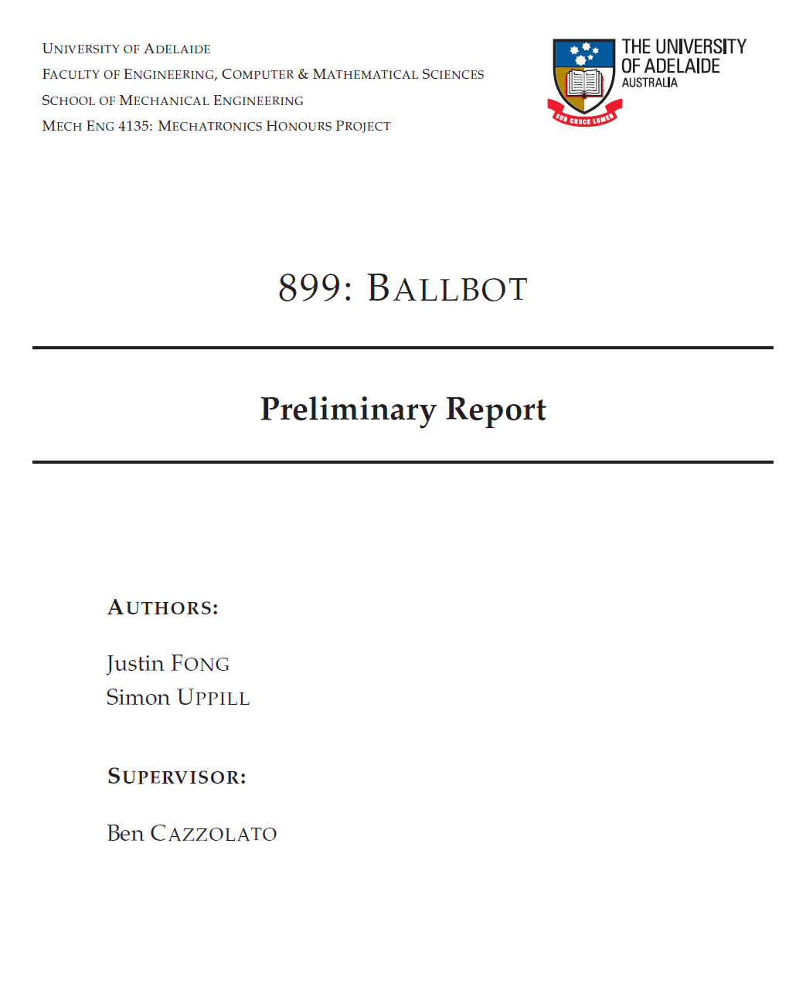 University of Adelaide
Faculty of Engineering, Computer & Mathematical Sciences
School of Mechanical Engineering
Mech Eng 4135: Mechatronics Honours Project
THE UNIVERSITY
OF ADELAIDE
AUSTRALIA
SUB CRUCE LUMEN
899: Ballbot
Preliminary Report
Authors:
Justin Fong
Simon Uppill
Supervisor:
Ben Cazzolato